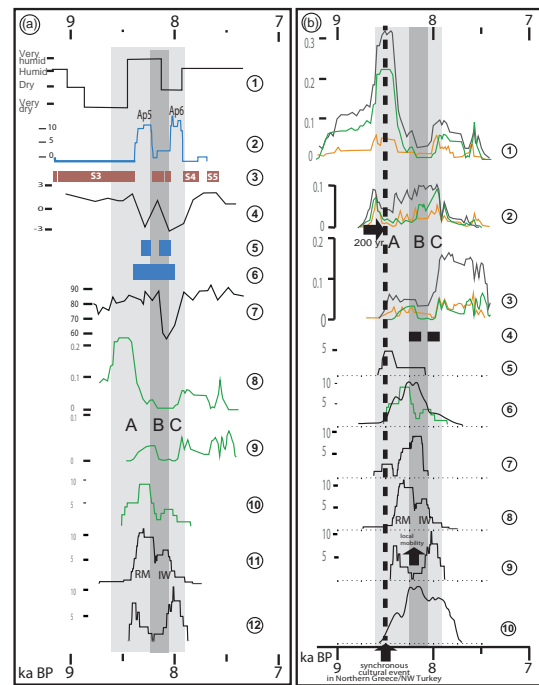 (a)
9
8
7
Very humid
Humid
Dry
Very dry
1
Ap5
Ap6
10
5
0
2
S3
S4
S5
3
3
0
-3
4
5
6
90
80
70
60
7
0.2
0.1
0
8
A
B
C
0.1
0
9
10
5
10
10
5
RM
IW
11
10
5
12
ka BP
9
8
7
(b)
9
8
7
0.3
0.2
0.1
0
1
0.1
0
2
200 yr
A
B
C
0.2
0.1
0
3
4
5
5
10
5
6
10
5
7
10
5
RM
IW
8
local
mobility
10
5
9
10
9
8
7
ka BP
synchronous
cultural event
in Northern Greece/NW Turkey